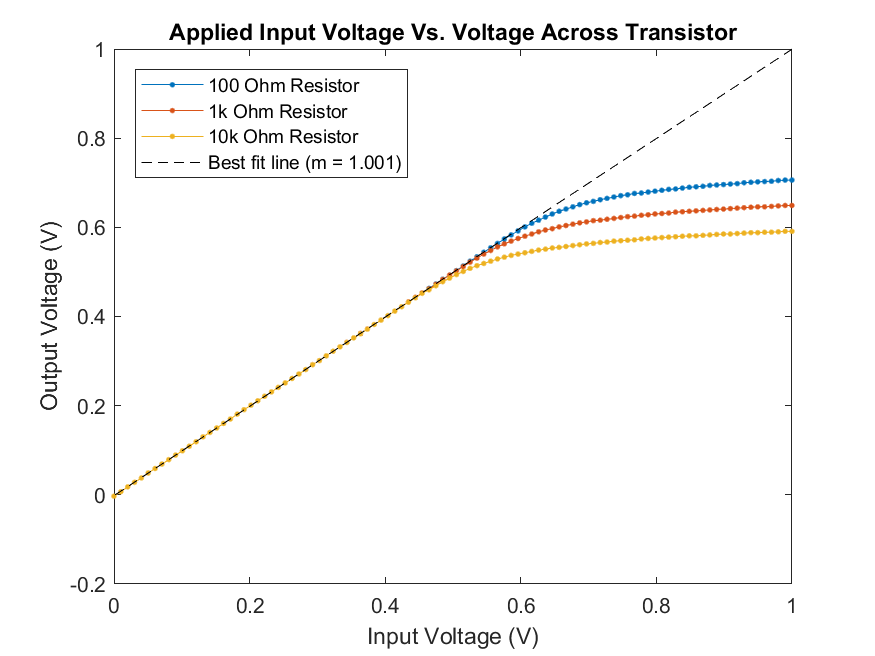 Applied Input Voltage Vs. Voltage Across Transistor
1
0.8
0.6
0.4
0.2
0
-0.2
Output Voltage (V)
100 Ohm Resistor
1k Ohm Resistor
10k Ohm Resistor
Best fit line (m = 1.001)
0 0.2 0.4 0.6 0.8 1
Input Voltage (V)